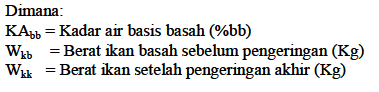 Dimana:
KAbb = Kadar air basis basah (%bb)
Wkb = Berat ikan basah sebelum pengeringan (Kg)
Wkk = Berat ikan setelah pengeringan akhir (Kg)